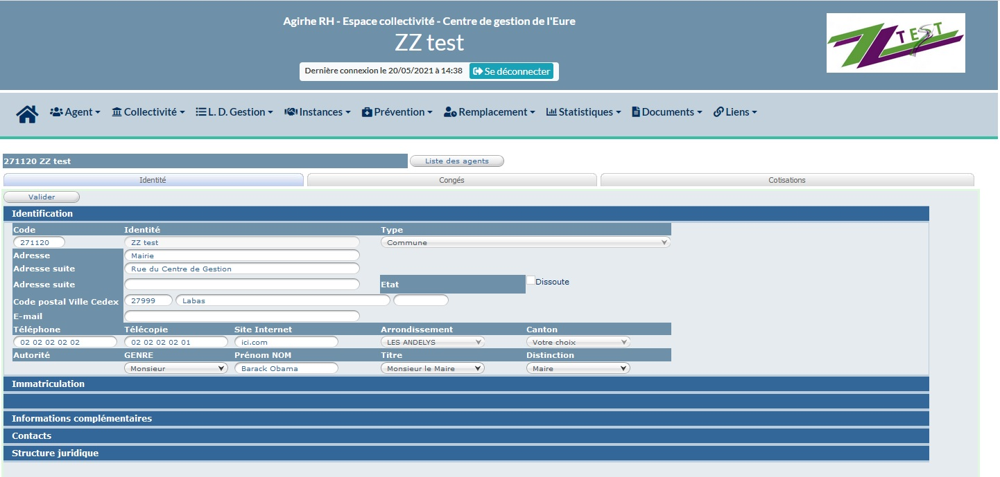 Agirhe RH - Espace collectivité - Centre de gestion de l'Eure
ZZ test
TEST
Dernière connexion le 20/05/2021 à 14:38 Se déconnecter
Agent Collectivité L. D. Gestion Instances Prévention Remplacement Statistiques Documents Liens
271120 ZZ test Liste des agents
Identité Congés Cotisations
Valider
Identification
Code Identité Type
271120 ZZ test Commune
Adresse Mairie
Adresse suite Rue du Centre de Gestion
Adresse suite Etat Dissoute
Code postal Ville Cedex 27999 Labas
E-mail
Téléphone Télécopie Site Internet Arrondissement Canton
02 02 02 02 02 02 02 02 02 01 ici.com LES ANDELYS Votre choix
Autorité GENRE Prénom NOM Titre Distinction
Monsieur Barack Obama Monsieur le Maire Maire
Immatriculation
Informations complémentaires
Contacts
Structure juridique